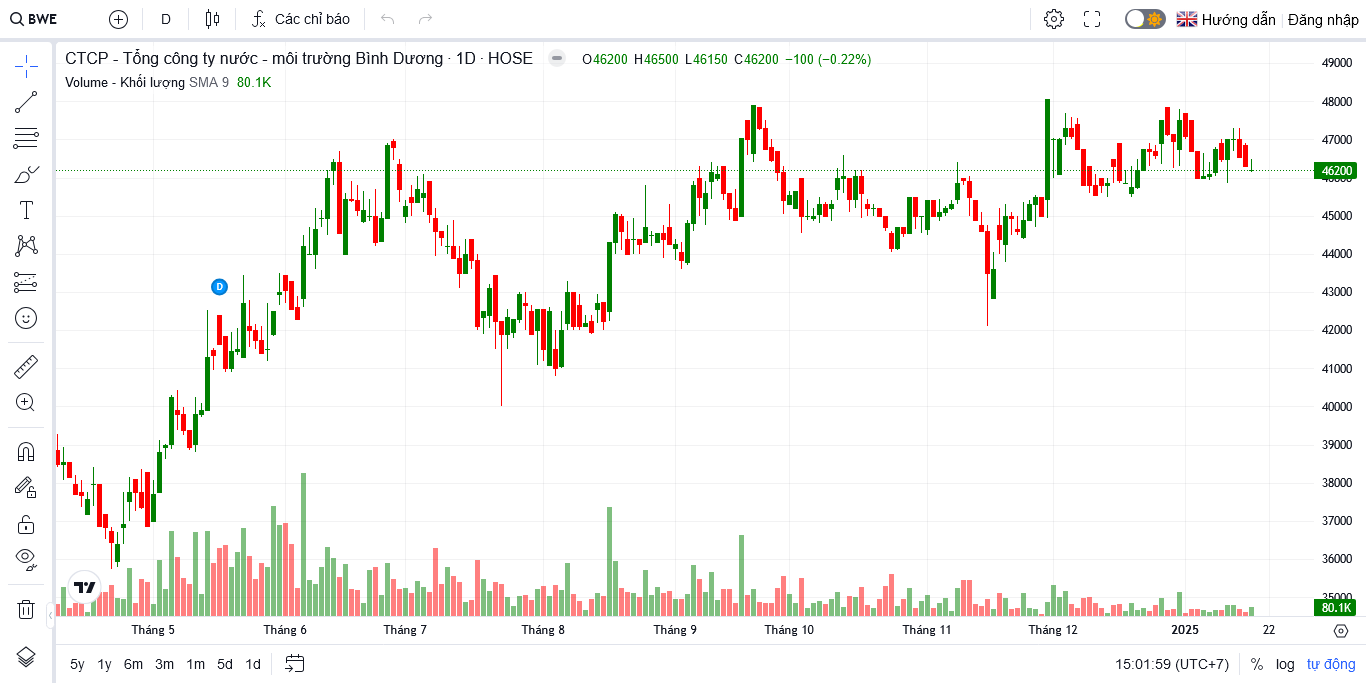 BWE D Các chỉ báo Hướng dẫn Đăng nhập
CTCP - Tổng công ty nước - môi trường Bình Dương · 1D · HOSE O46200 H46500 L46150 C46200 −100 (−0.22%)
Volume - Khối lượng SMA 9 80.1K
D
49000
48000
47000
46200
46000
45000
44000
43000
42000
41000
40000
39000
38000
37000
36000
35000
80.1K
Tháng 5 Tháng 6 Tháng 7 Tháng 8 Tháng 9 Tháng 10 Tháng 11 Tháng 12 2025 22
5y 1y 6m 3m 1m 5d 1d 15:01:59 (UTC+7) % log tự động